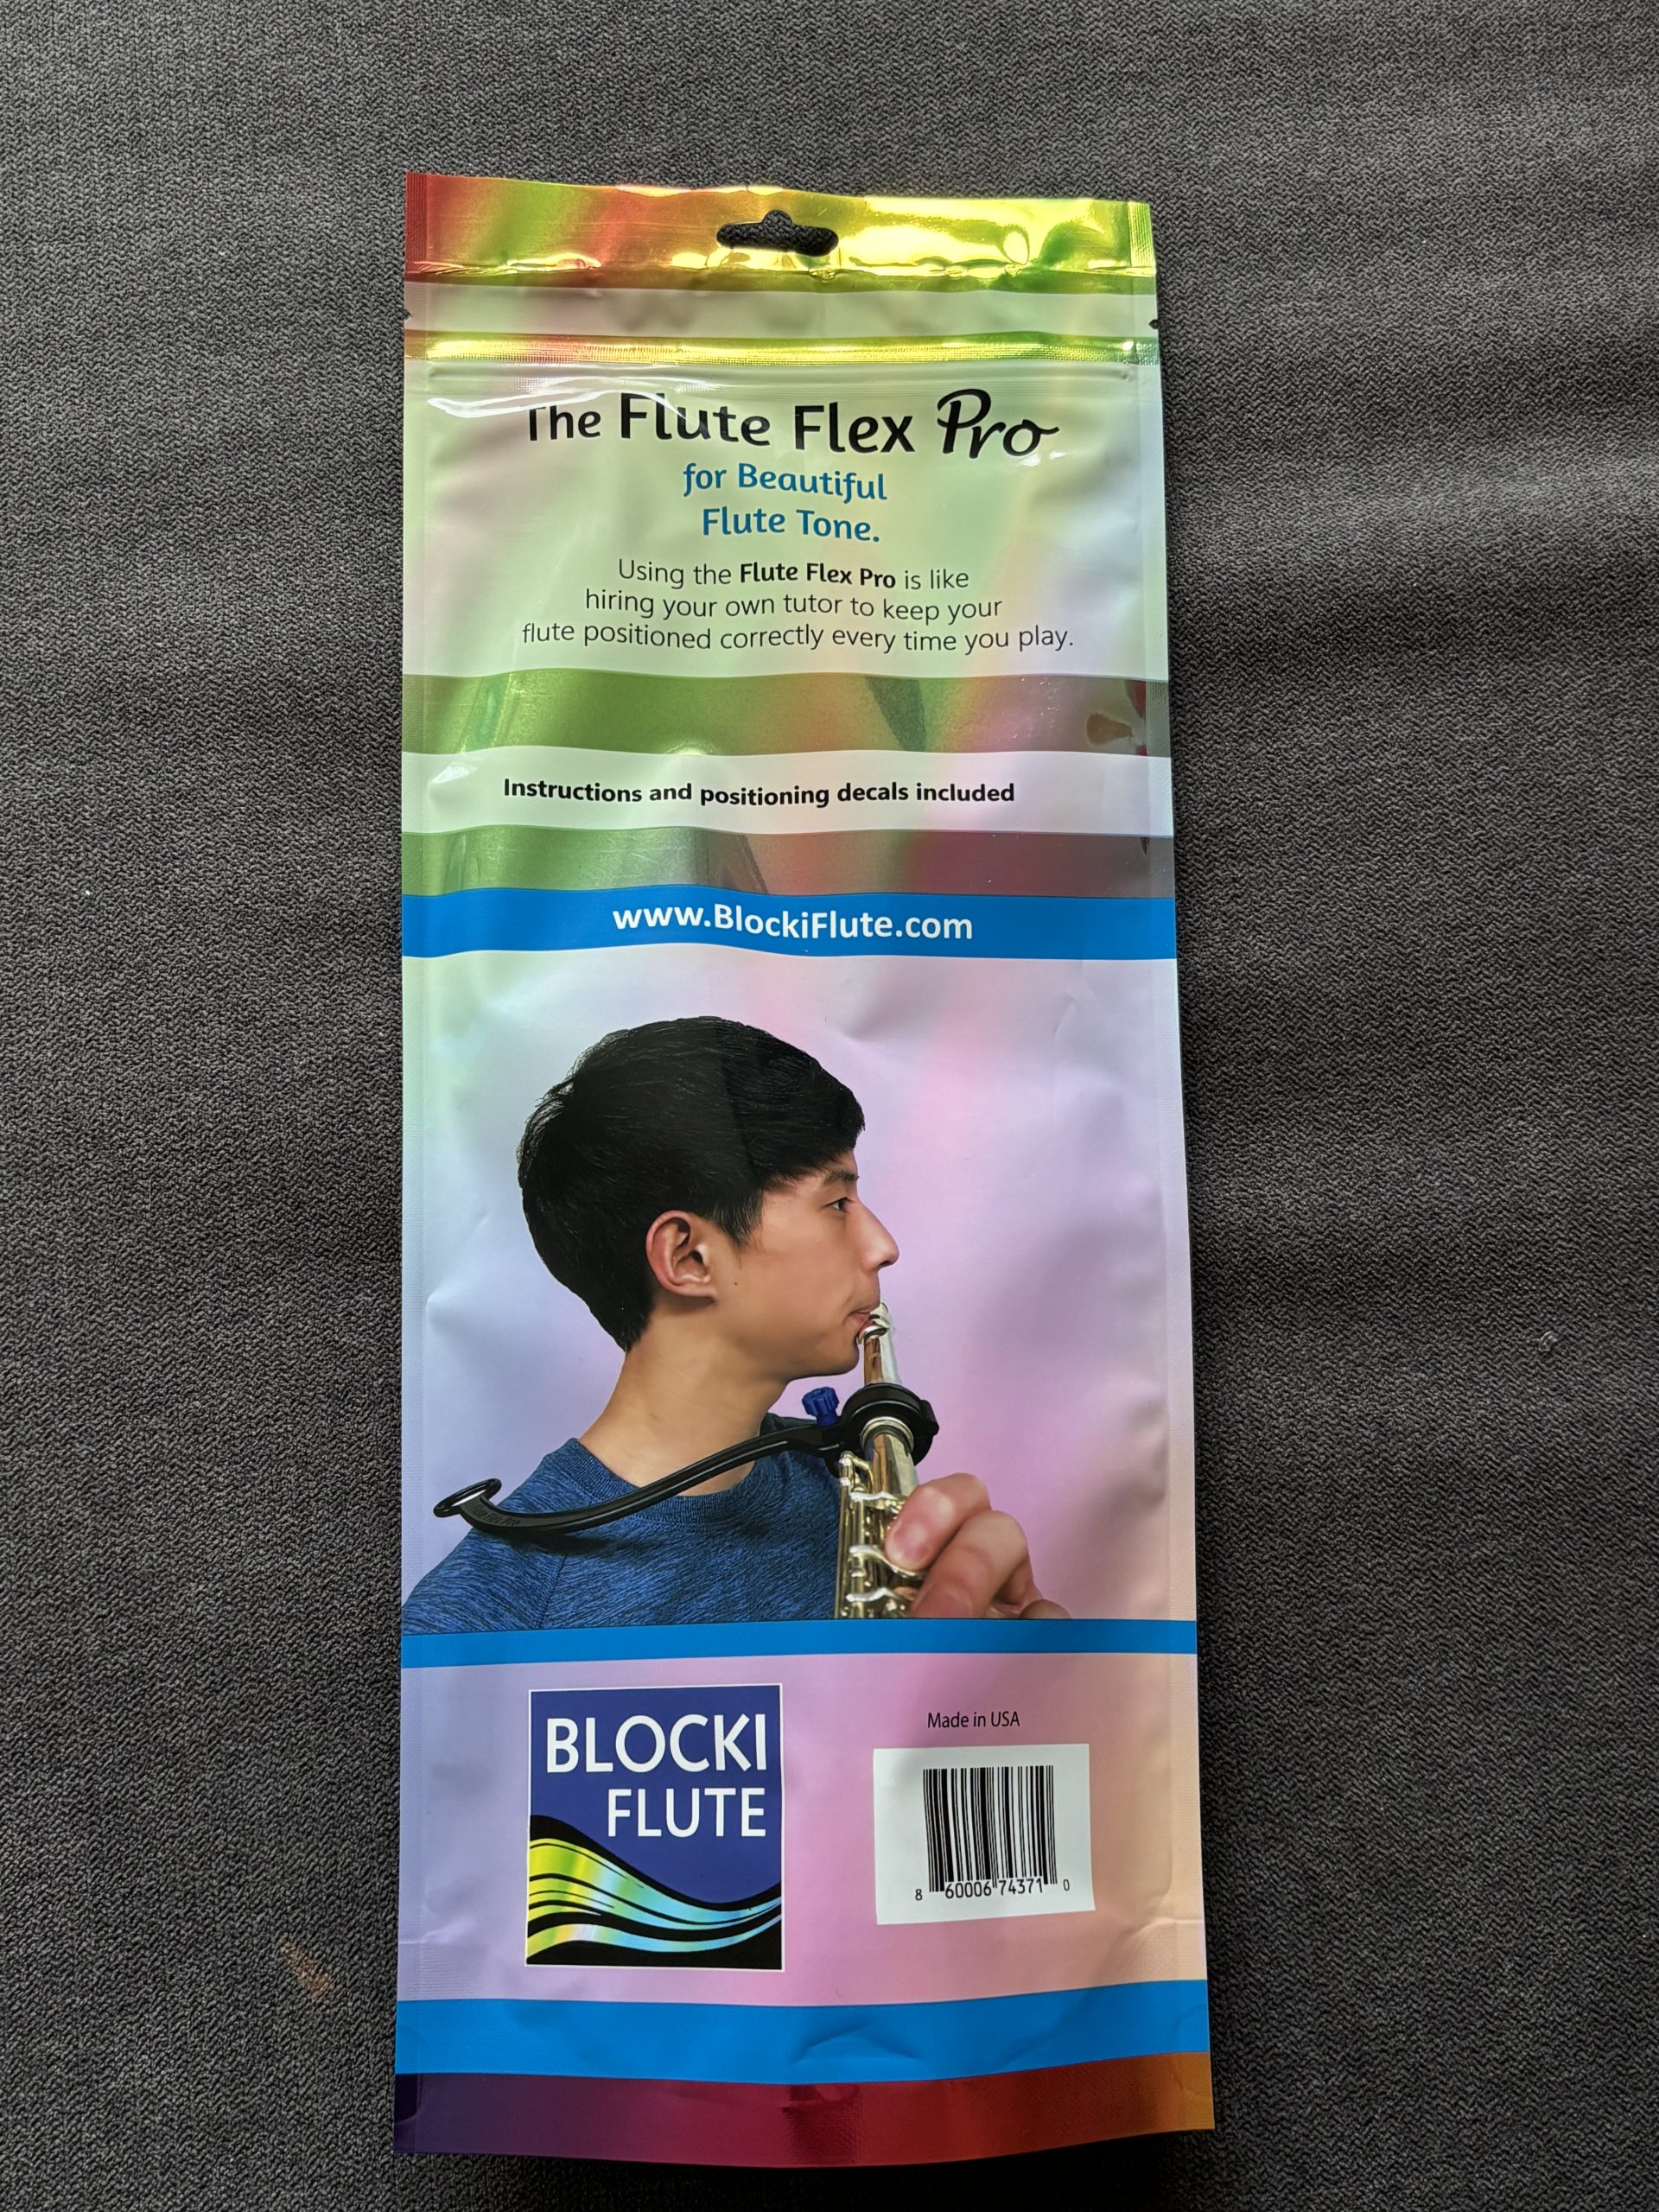 The Flute Flex Pro
for Beautiful
Flute Tone.
Using the Flute Flex Pro is like
hiring your own tutor to keep your
flute positioned correctly every time you play.
Instructions and positioning decals included
www.BlockiFlute.com
BLOCKI
FLUTE
Made in USA
8 60006 74371 0